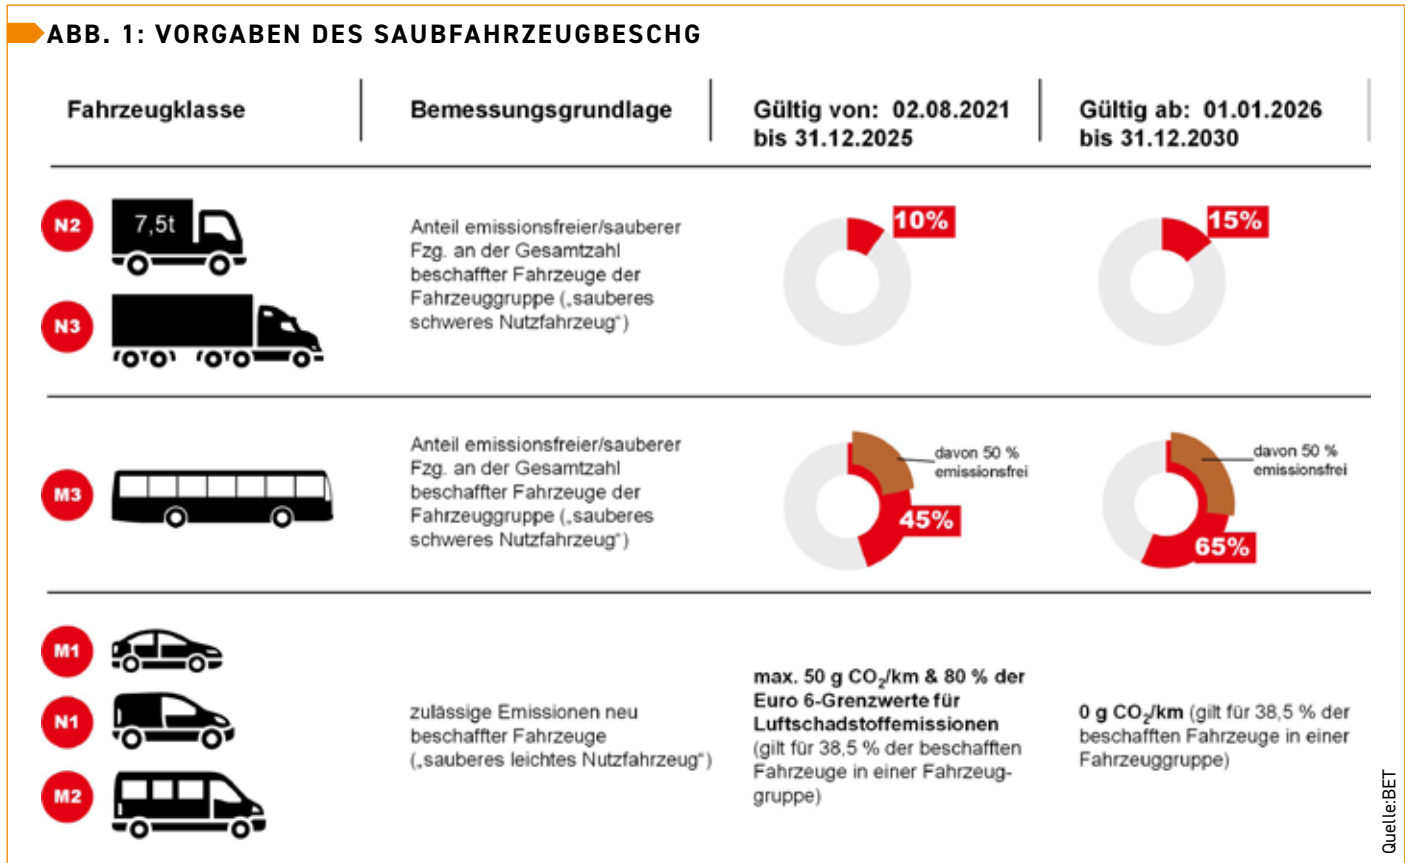 ABB. 1: VORGABEN DES SAUBFAHRZEUGBESCHG
Fahrzeugklasse
Bemessungsgrundlage
Gültig von: 02.08.2021
bis 31.12.2025
Gültig ab: 01.01.2026
bis 31.12.2030
N2
7,5t
N3
Anteil emissionsfreier/sauberer
Fzg. an der Gesamtzahl
beschaffter Fahrzeuge der
Fahrzeuggruppe („sauberes
schweres Nutzfahrzeug“)
10%
15%
M3
Anteil emissionsfreier/sauberer
Fzg. an der Gesamtzahl
beschaffter Fahrzeuge der
Fahrzeuggruppe („sauberes
schweres Nutzfahrzeug“)
davon 50 %
emissionsfrei
45%
davon 50 %
emissionsfrei
65%
M1
N1
M2
zulässige Emissionen neu
beschaffter Fahrzeuge
(„sauberes leichtes Nutzfahrzeug“)
max. 50 g CO₂/km & 80 % der
Euro 6-Grenzwerte für
Luftschadstoffemissionen
(gilt für 38,5 % der beschafften
Fahrzeuge in einer Fahrzeug-
gruppe)
0 g CO₂/km (gilt für 38,5 % der
beschafften Fahrzeuge in einer
Fahrzeuggruppe)
Quelle:BET